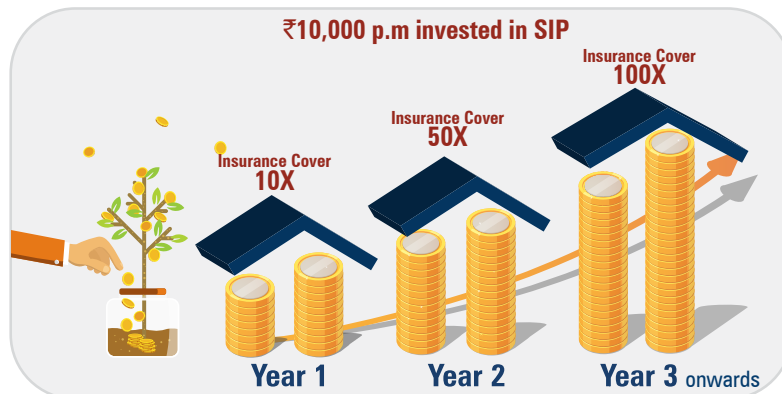 ₹10,000 p.m invested in SIP
Insurance Cover
10X
Insurance Cover
50X
Insurance Cover
100X
Year 1
Year 2
Year 3 onwards